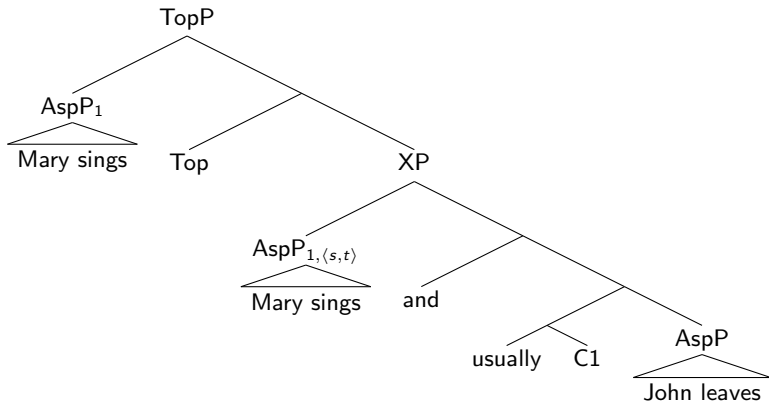 TopP
AspP₁
Mary sings
Top
XP
AspP₁,⟨s,t⟩
Mary sings
and
usually
C1
AspP
John leaves